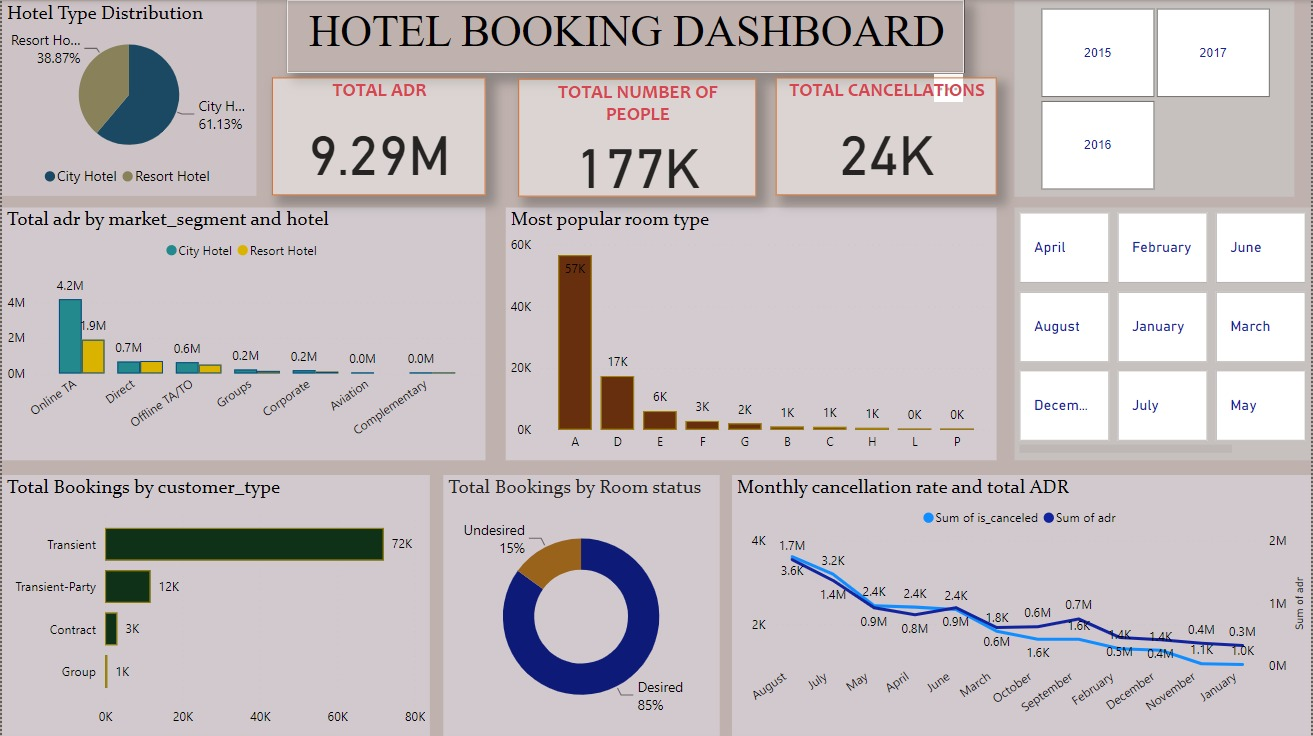 Hotel Type Distribution
Resort Ho...
38.87%
City H...
61.13%
City Hotel
Resort Hotel
HOTEL BOOKING DASHBOARD
TOTAL ADR
9.29M
TOTAL NUMBER OF
PEOPLE
177K
TOTAL CANCELLATIONS
24K
2015
2017
2016
Total adr by market_segment and hotel
City Hotel
Resort Hotel
4M
2M
0M
4.2M
1.9M
0.7M
0.6M
0.2M
0.2M
0.0M
0.0M
Online TA
Direct
Offline TA/TO
Groups
Corporate
Aviation
Complementary
Most popular room type
60K
40K
20K
0K
57K
17K
6K
3K
2K
1K
1K
1K
0K
0K
A
D
E
F
G
B
C
H
L
P
April
February
June
August
January
March
Decem...
July
May
Total Bookings by customer_type
Transient
72K
Transient-Party
12K
Contract
3K
Group
1K
0K
20K
40K
60K
80K
Total Bookings by Room status
Undesired
15%
Desired
85%
Monthly cancellation rate and total ADR
Sum of is_canceled
Sum of adr
4K
2K
2M
1M
0M
Sum of adr
1.7M
3.6K
3.2K
1.4M
2.4K
0.9M
2.4K
0.8M
2.4K
0.9M
1.8K
0.6M
0.6M
1.6K
0.7M
1.6K
1.4K
0.5M
1.4K
0.4M
0.4M
1.1K
0.3M
1.0K
August
July
May
April
June
March
October
September
February
December
November
January